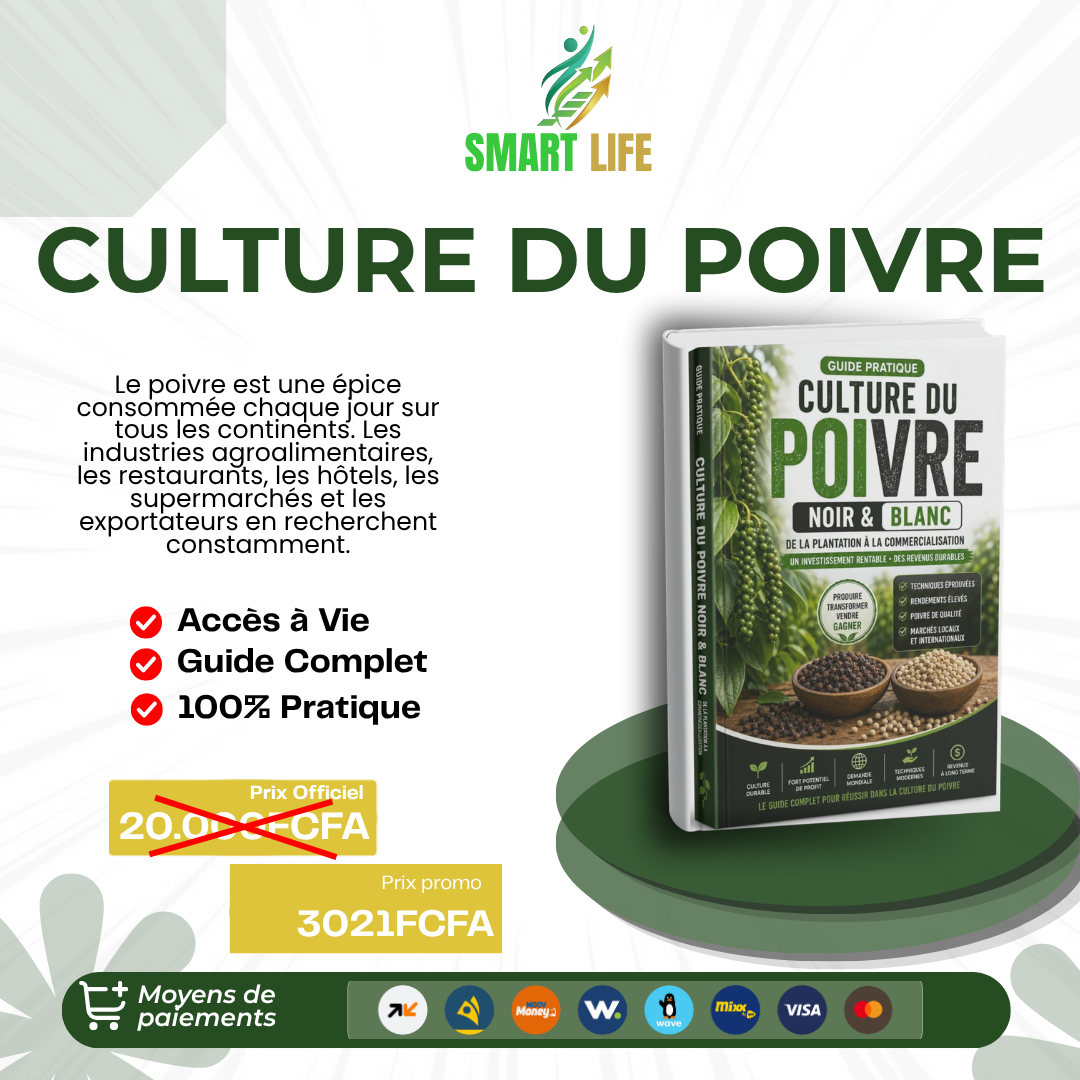 SMART LIFE
CULTURE DU POIVRE
Le poivre est une épice
consommée chaque jour sur
tous les continents. Les
industries agroalimentaires,
les restaurants, les hôtels, les
supermarchés et les
exportateurs en recherchent
constamment.
Accès à Vie
Guide Complet
100% Pratique
Prix Officiel
20.000FCFA
Prix promo
3021FCFA
GUIDE PRATIQUE
CULTURE DU POIVRE NOIR & BLANC
GUIDE PRATIQUE
CULTURE DU
POIVRE
NOIR & BLANC
DE LA PLANTATION À LA COMMERCIALISATION
UN INVESTISSEMENT RENTABLE • DES REVENUS DURABLES
PRODUIRE
TRANSFORMER
VENDRE
GAGNER
TECHNIQUES ÉPROUVÉES
RENDEMENTS ÉLEVÉS
POIVRE DE QUALITÉ
MARCHÉS LOCAUX
ET INTERNATIONAUX
CULTURE
DURABLE
FORT POTENTIEL
DE PROFIT
DEMANDE
MONDIALE
TECHNIQUES
MODERNES
REVENUS
À LONG TERME
LE GUIDE COMPLET POUR RÉUSSIR DANS LA CULTURE DU POIVRE
Moyens de
paiements
MOOV
Money
W.
wave
mixx
VISA